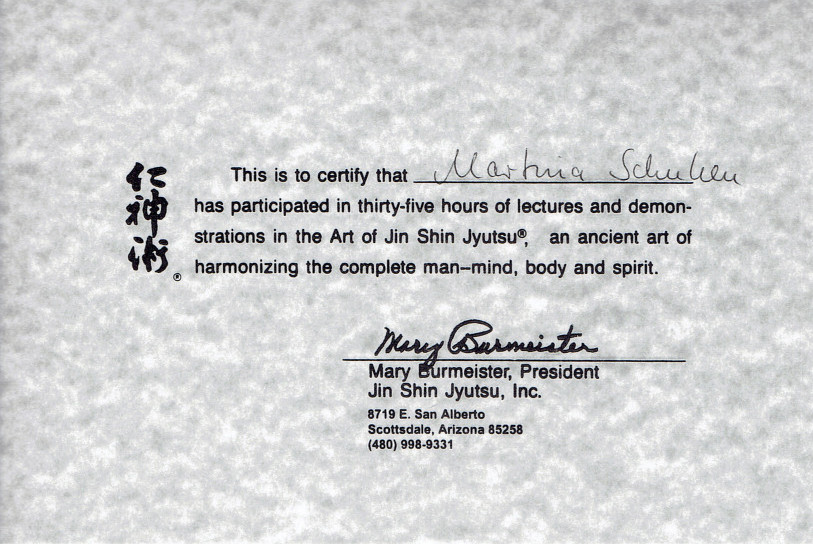 仁神術®
This is to certify that Martina
has participated in thirty-five hours of lectures and demon-
strations in the Art of Jin Shin Jyutsu®, an ancient art of
harmonizing the complete man--mind, body and spirit.
Mary Burmeister
Mary Burmeister, President
Jin Shin Jyutsu, Inc.
8719 E. San Alberto
Scottsdale, Arizona 85258
(480) 998-9331